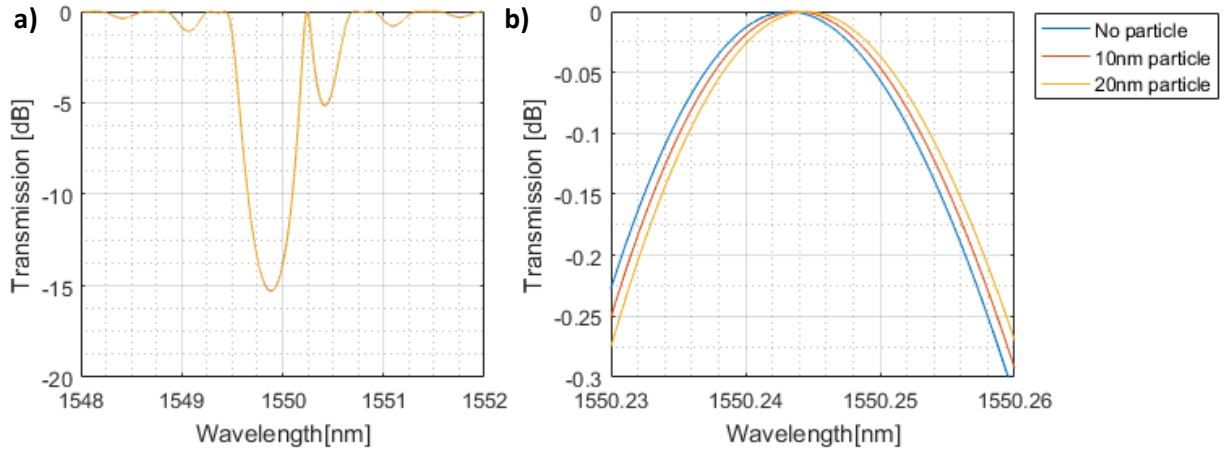 a)
0
-5
-10
-15
-20
Transmission [dB]
1548
1549
1550
1551
1552
Wavelength[nm]
b)
0
-0.05
-0.1
-0.15
-0.2
-0.25
-0.3
Transmission [dB]
1550.23
1550.24
1550.25
1550.26
Wavelength[nm]
No particle
10nm particle
20nm particle